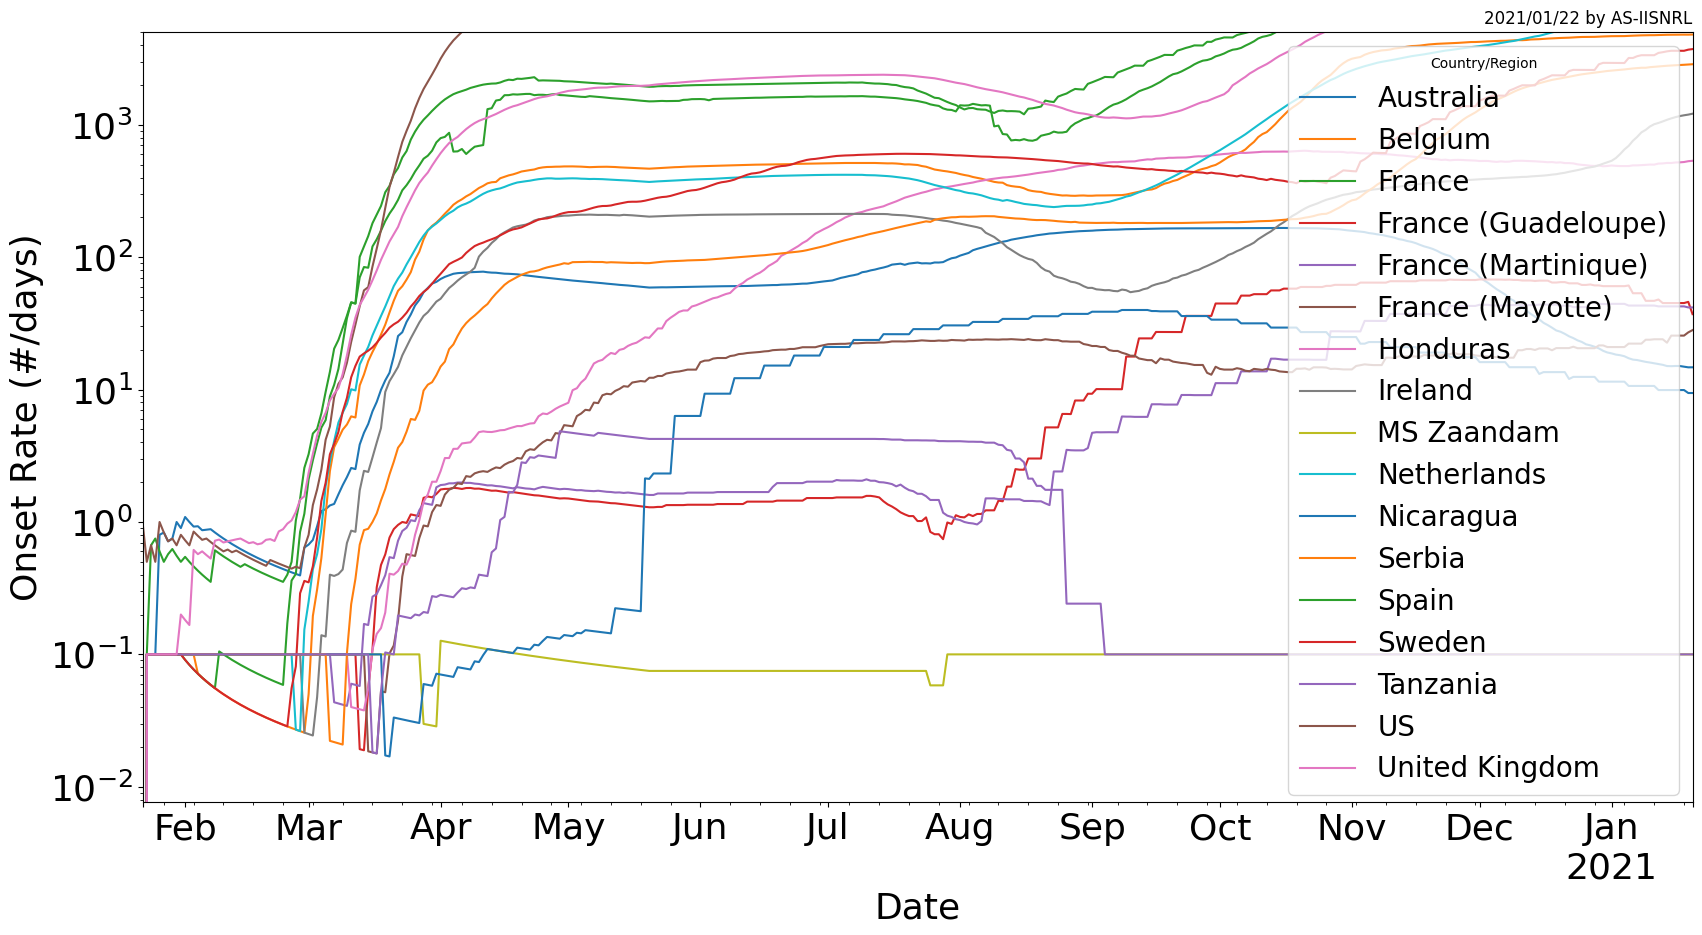 2021/01/22 by AS-IISNRL
Onset Rate (#/days)
10³
10²
10¹
10⁰
10⁻¹
10⁻²
Country/Region
Australia
Belgium
France
France (Guadeloupe)
France (Martinique)
France (Mayotte)
Honduras
Ireland
MS Zaandam
Netherlands
Nicaragua
Serbia
Spain
Sweden
Tanzania
US
United Kingdom
Feb Mar Apr May Jun Jul Aug Sep Oct Nov Dec Jan
2021
Date